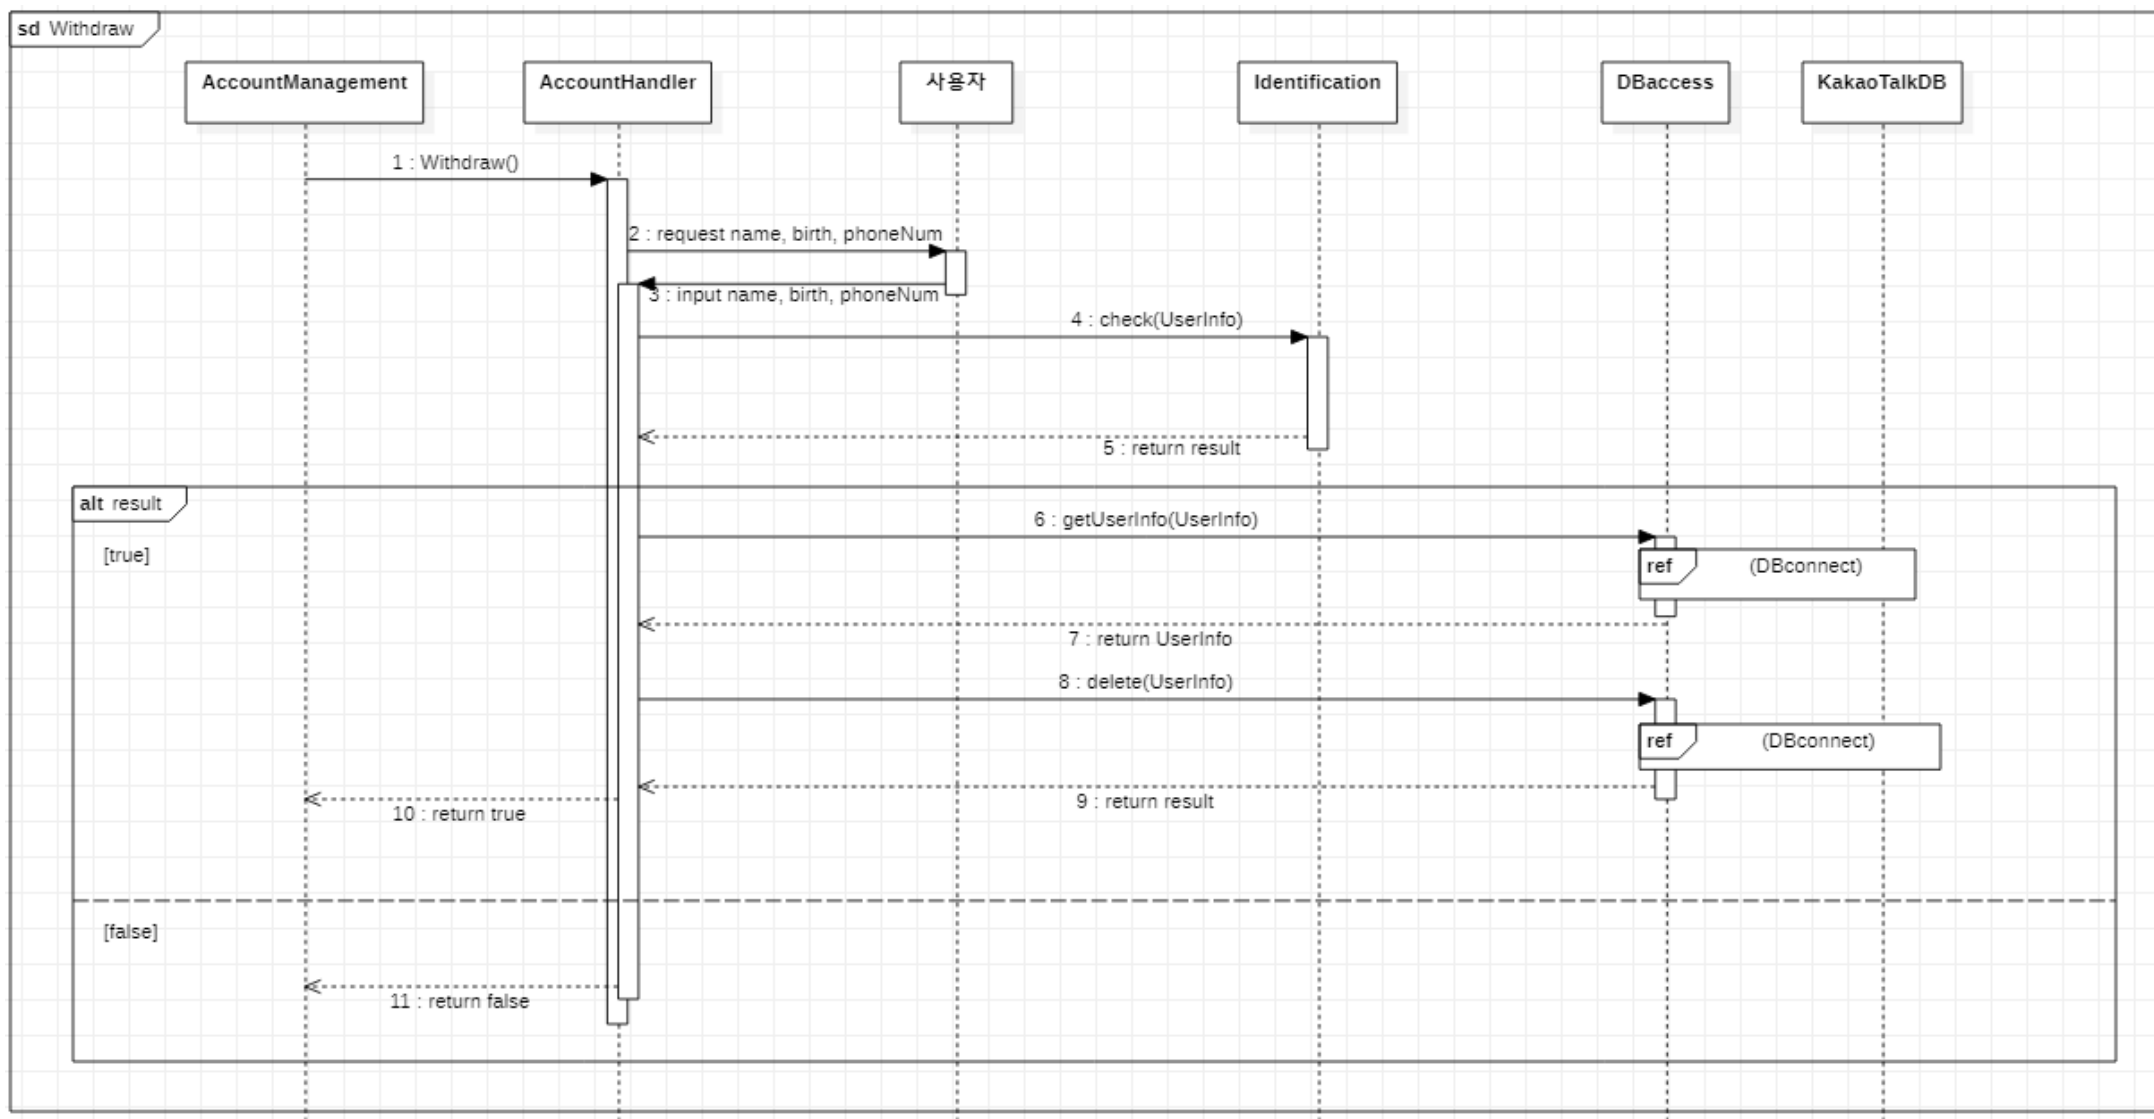 sd Withdraw
AccountManagement
AccountHandler
사용자
Identification
DBaccess
KakaoTalkDB
1 : Withdraw()
2 : request name, birth, phoneNum
3 : input name, birth, phoneNum
4 : check(UserInfo)
5 : return result
alt result
[true]
6 : getUserInfo(UserInfo)
ref (DBconnect)
7 : return UserInfo
8 : delete(UserInfo)
ref (DBconnect)
9 : return result
10 : return true
[false]
11 : return false